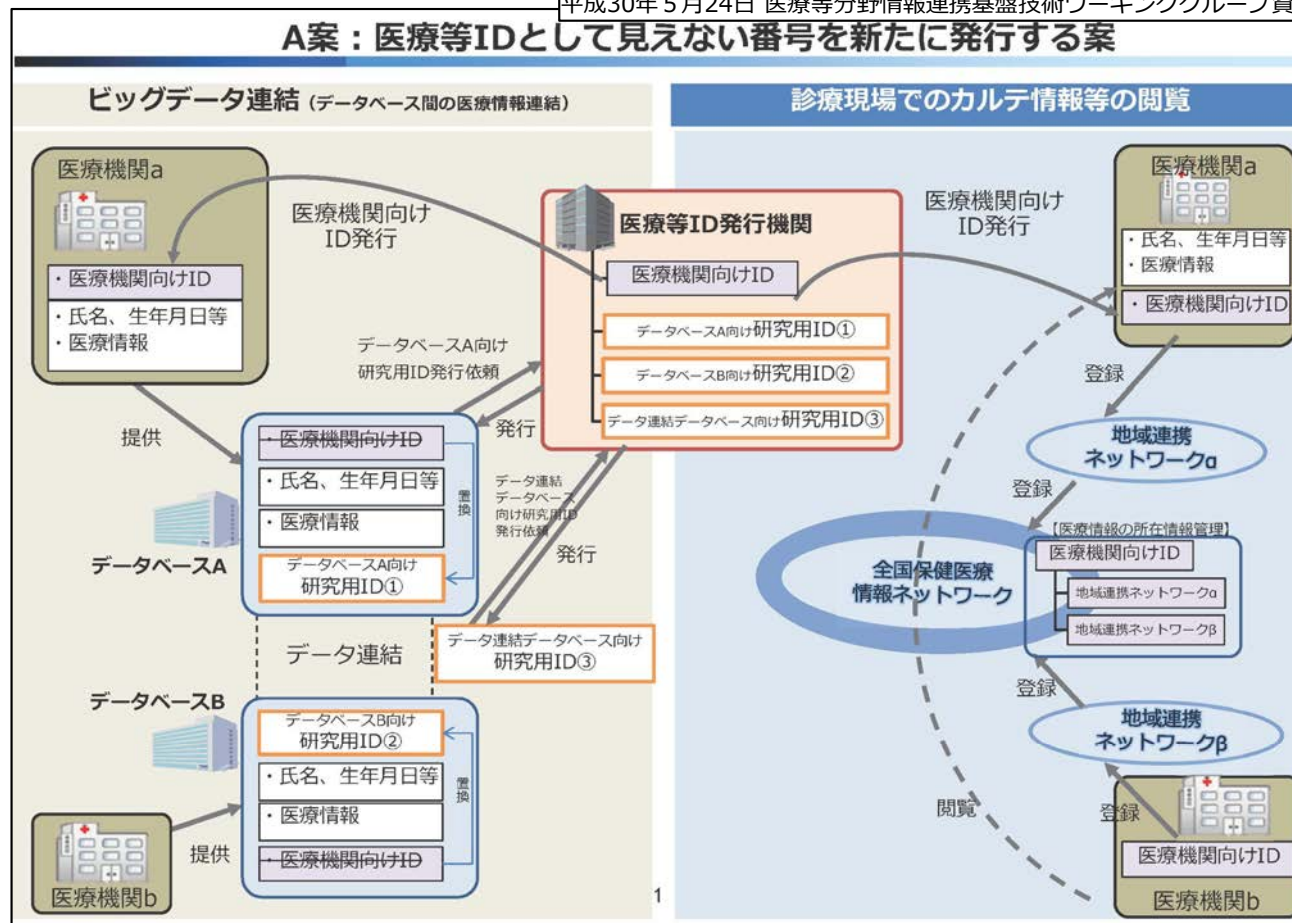 平成30年5月24日 医療等分野情報連携基盤技術ワーキンググループ資
A案：医療等IDとして見えない番号を新たに発行する案
ビッグデータ連結（データベース間の医療情報連結）
医療機関a
・医療機関向けID
・氏名、生年月日等
・医療情報
医療機関向け
ID発行
データベースA向け
研究用ID発行依頼
提供
発行
・医療機関向けID
・氏名、生年月日等
・医療情報
データベースA向け
研究用ID①
置換
データベースA
データ連結
データ連結
データベース
向け研究用ID
発行依頼
発行
データ連結データベース向け
研究用ID③
データベースB
データベースB向け
研究用ID②
・氏名、生年月日等
・医療情報
・医療機関向けID
置換
提供
医療機関b
医療等ID発行機関
医療機関向けID
データベースA向け研究用ID①
データベースB向け研究用ID②
データ連結データベース向け研究用ID③
診療現場でのカルテ情報等の閲覧
医療機関向け
ID発行
医療機関a
・氏名、生年月日等
・医療情報
・医療機関向けID
登録
地域連携
ネットワークα
登録
【医療情報の所在情報管理】
医療機関向けID
地域連携ネットワークα
地域連携ネットワークβ
全国保健医療
情報ネットワーク
登録
地域連携
ネットワークβ
閲覧
登録
医療機関向けID
医療機関b
1